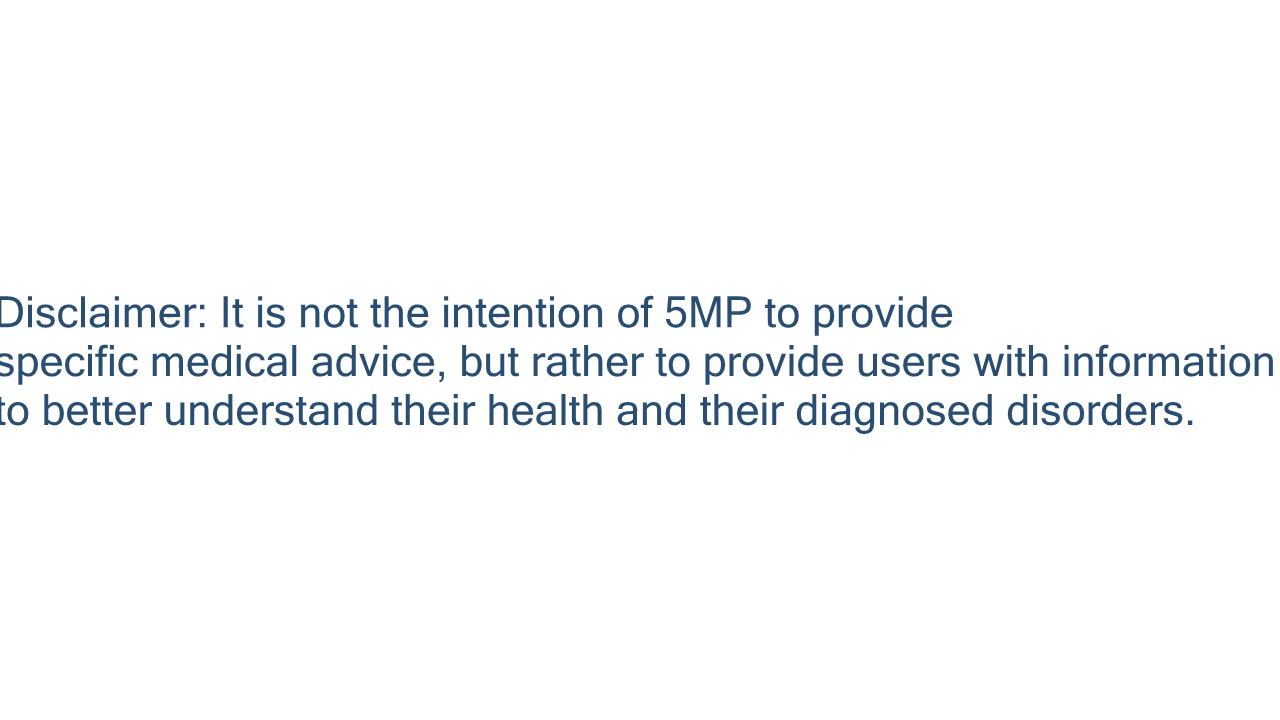 Disclaimer: It is not the intention of 5MP to provide
specific medical advice, but rather to provide users with information
to better understand their health and their diagnosed disorders.